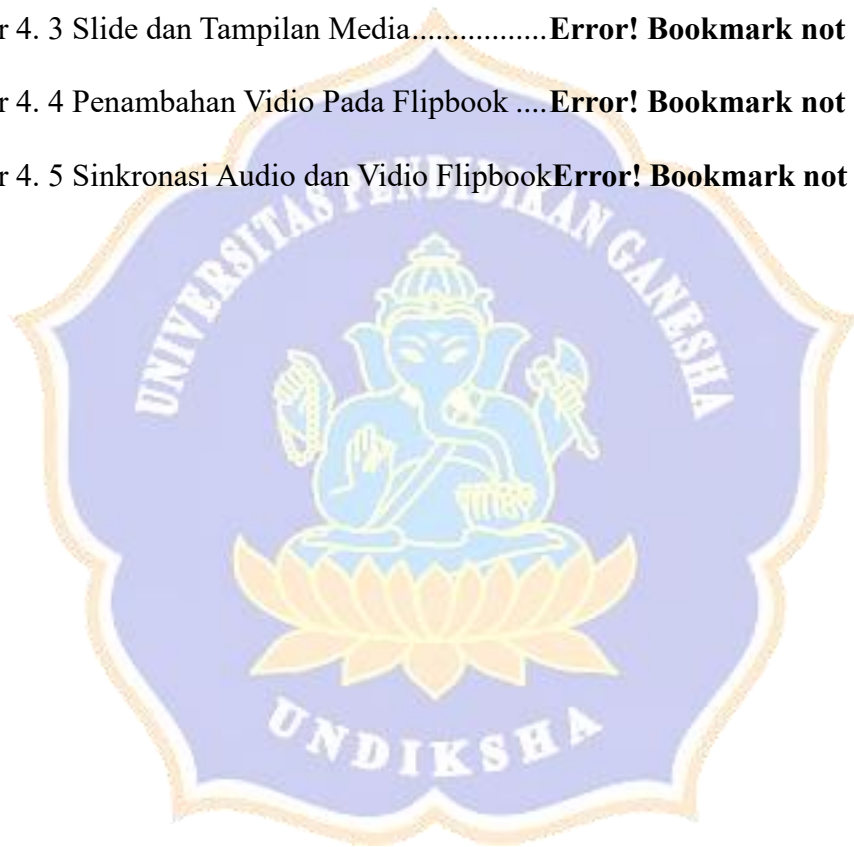 r 4. 3 Slide dan Tampilan Media.................Error! Bookmark not
r 4. 4 Penambahan Vidio Pada Flipbook ....Error! Bookmark not
r 4. 5 Sinkronasi Audio dan Vidio FlipbookError! Bookmark not
UNIVERSITAS PENDIDIKAN GANESHA
UNDIKSHA